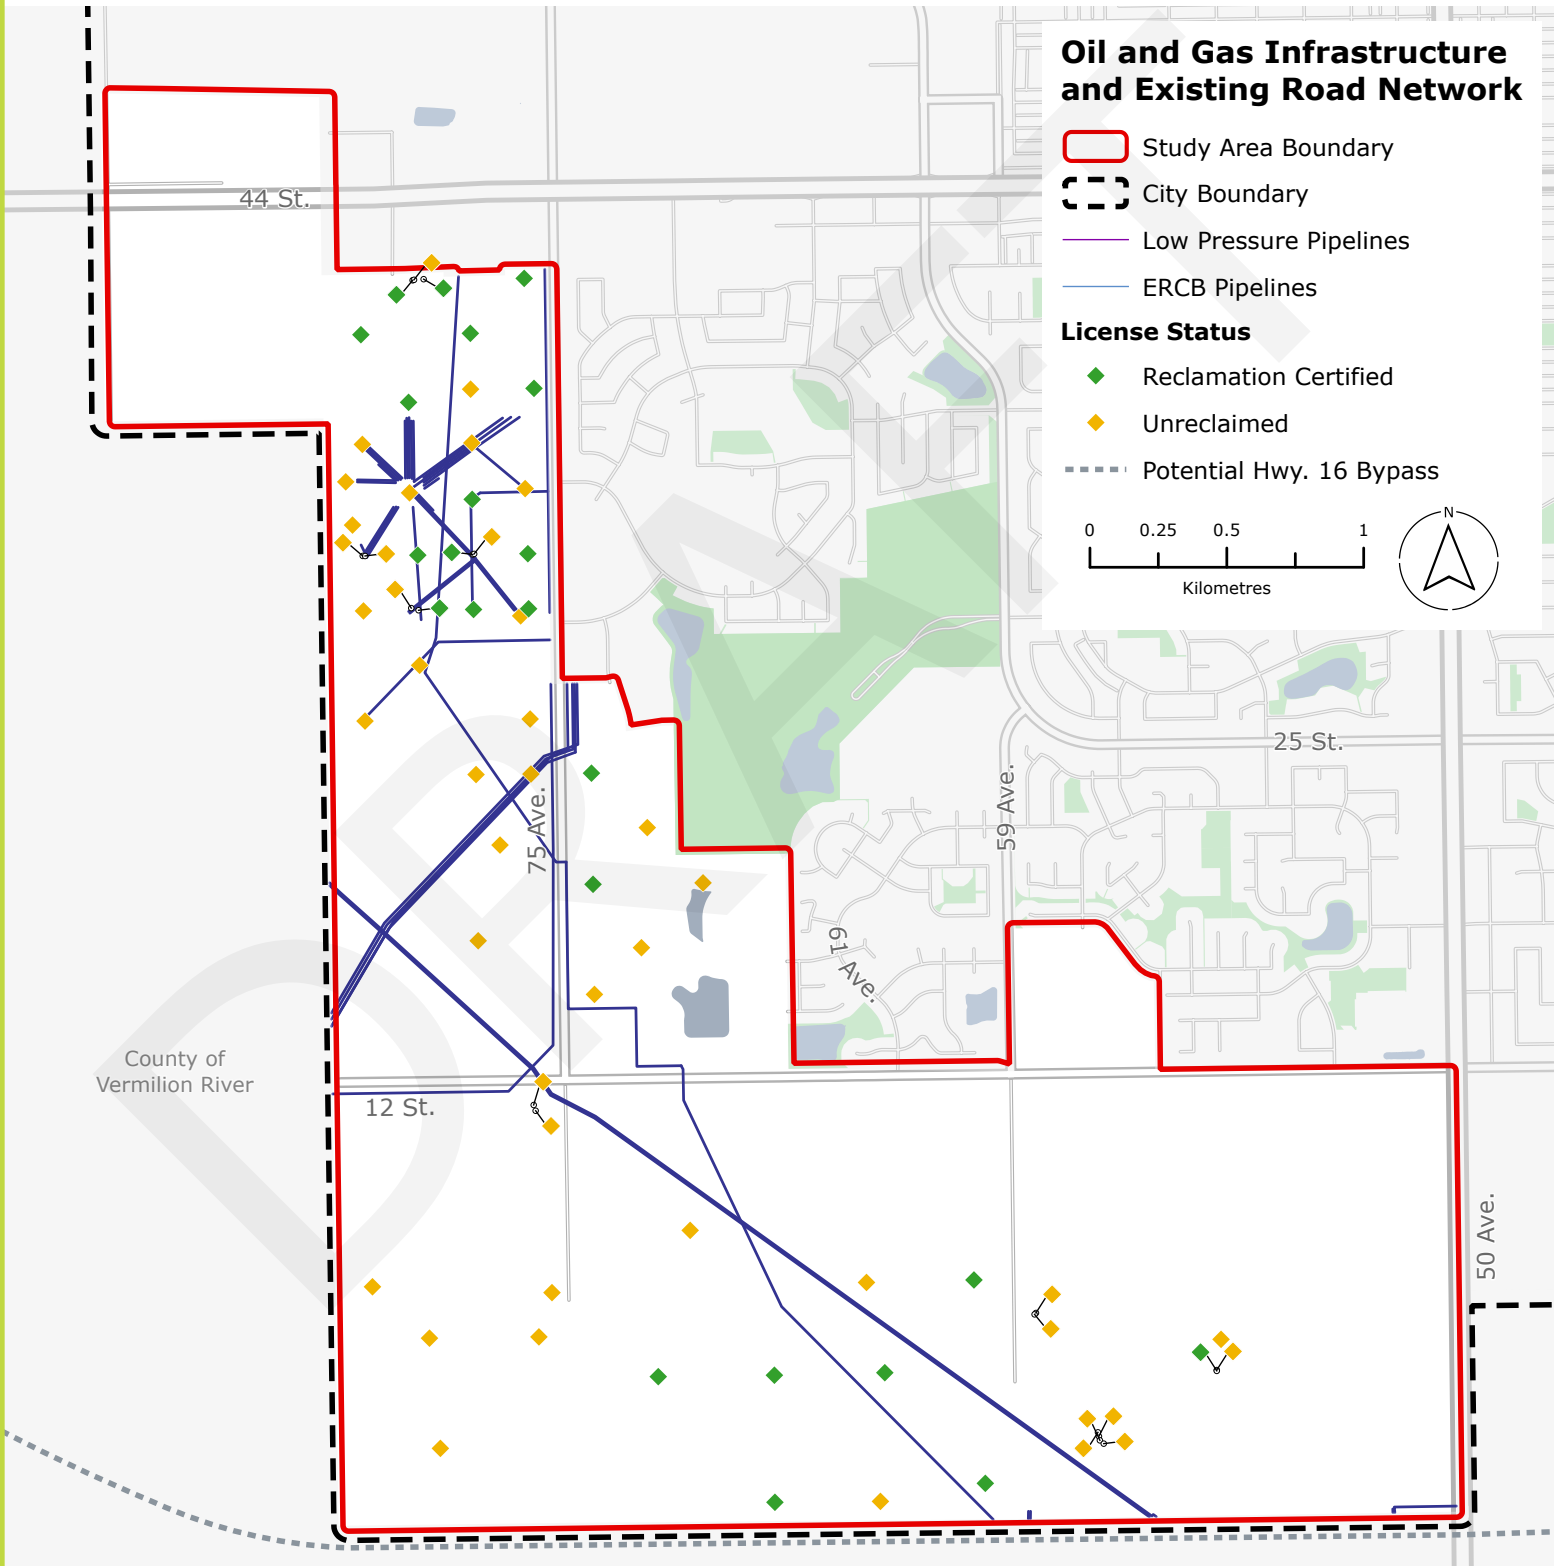 Oil and Gas Infrastructure
and Existing Road Network
Study Area Boundary
City Boundary
Low Pressure Pipelines
ERCB Pipelines
License Status
Reclamation Certified
Unreclaimed
Potential Hwy. 16 Bypass
0 0.25 0.5 1
Kilometres
N
44 St.
25 St.
59 Ave.
75 Ave.
61 Ave.
County of
Vermilion River
12 St.
50 Ave.
DRAFT